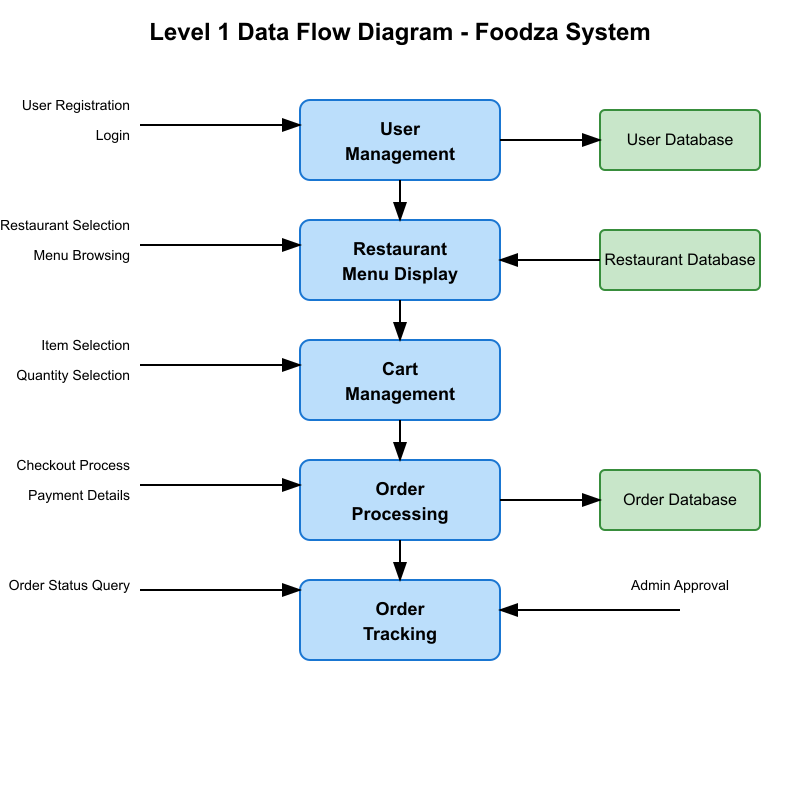 Level 1 Data Flow Diagram - Foodza System
User Registration
Login
User
Management
User Database
Restaurant Selection
Menu Browsing
Restaurant
Menu Display
Restaurant Database
Item Selection
Quantity Selection
Cart
Management
Checkout Process
Payment Details
Order
Processing
Order Database
Order Status Query
Order
Tracking
Admin Approval